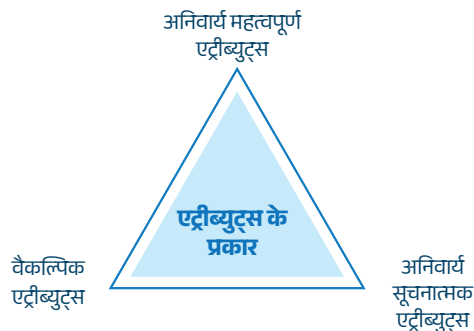 अनिवार्य महत्वपूर्ण
एट्रीब्युट्स
एट्रीब्युट्स के
प्रकार
वैकल्पिक
एट्रीब्युट्स
अनिवार्य
सूचनात्मक
एट्रीब्युट्स